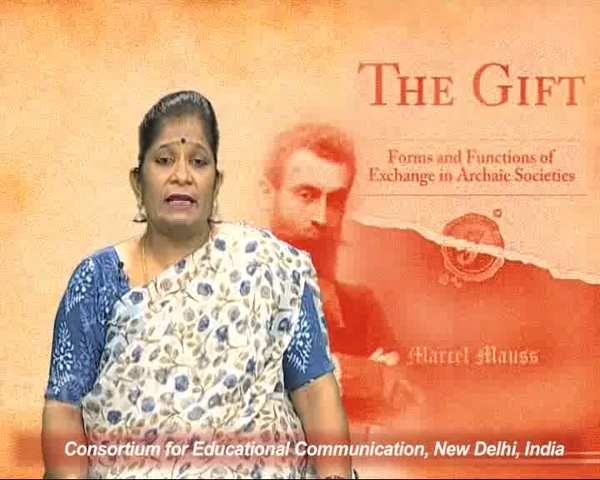 THE GIFT
Forms and Functions of
Exchange in Archaic Societies
Marcel Mauss
Consortium for Educational Communication, New Delhi, India